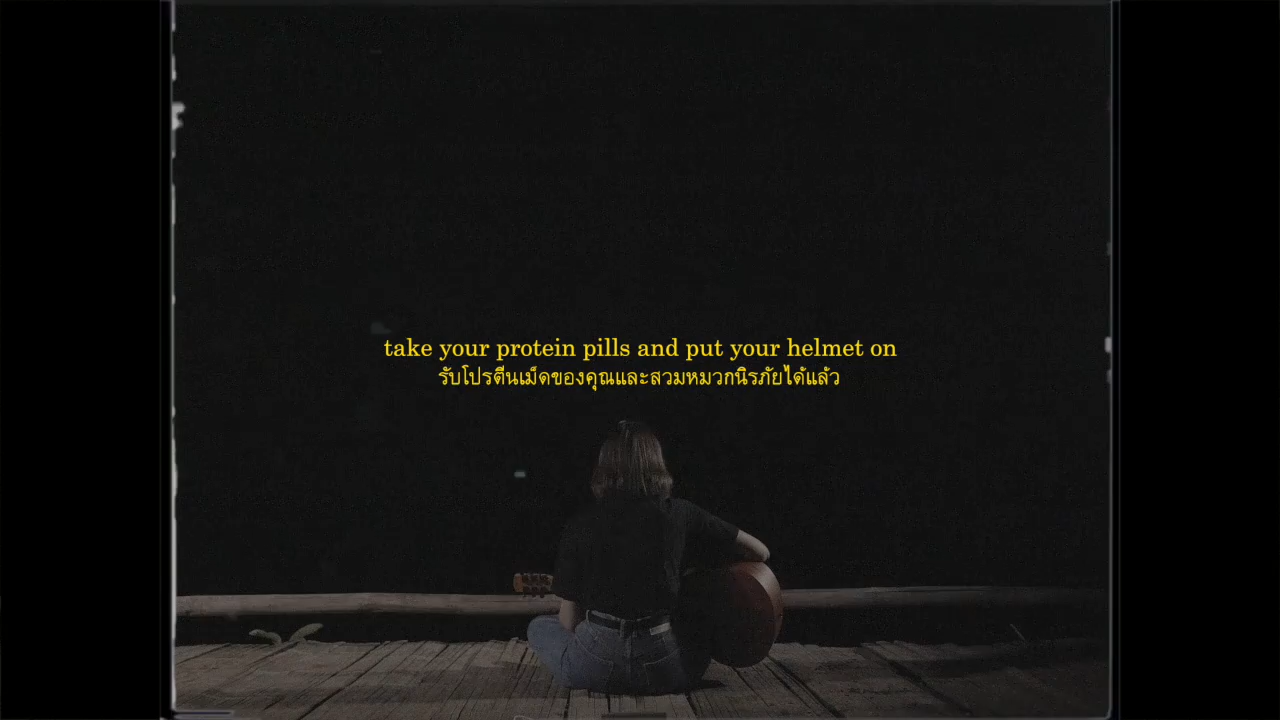 take your protein pills and put your helmet on
รับโปรตีนเม็ดของคุณและสวมหมวกนิรภัยได้แล้ว